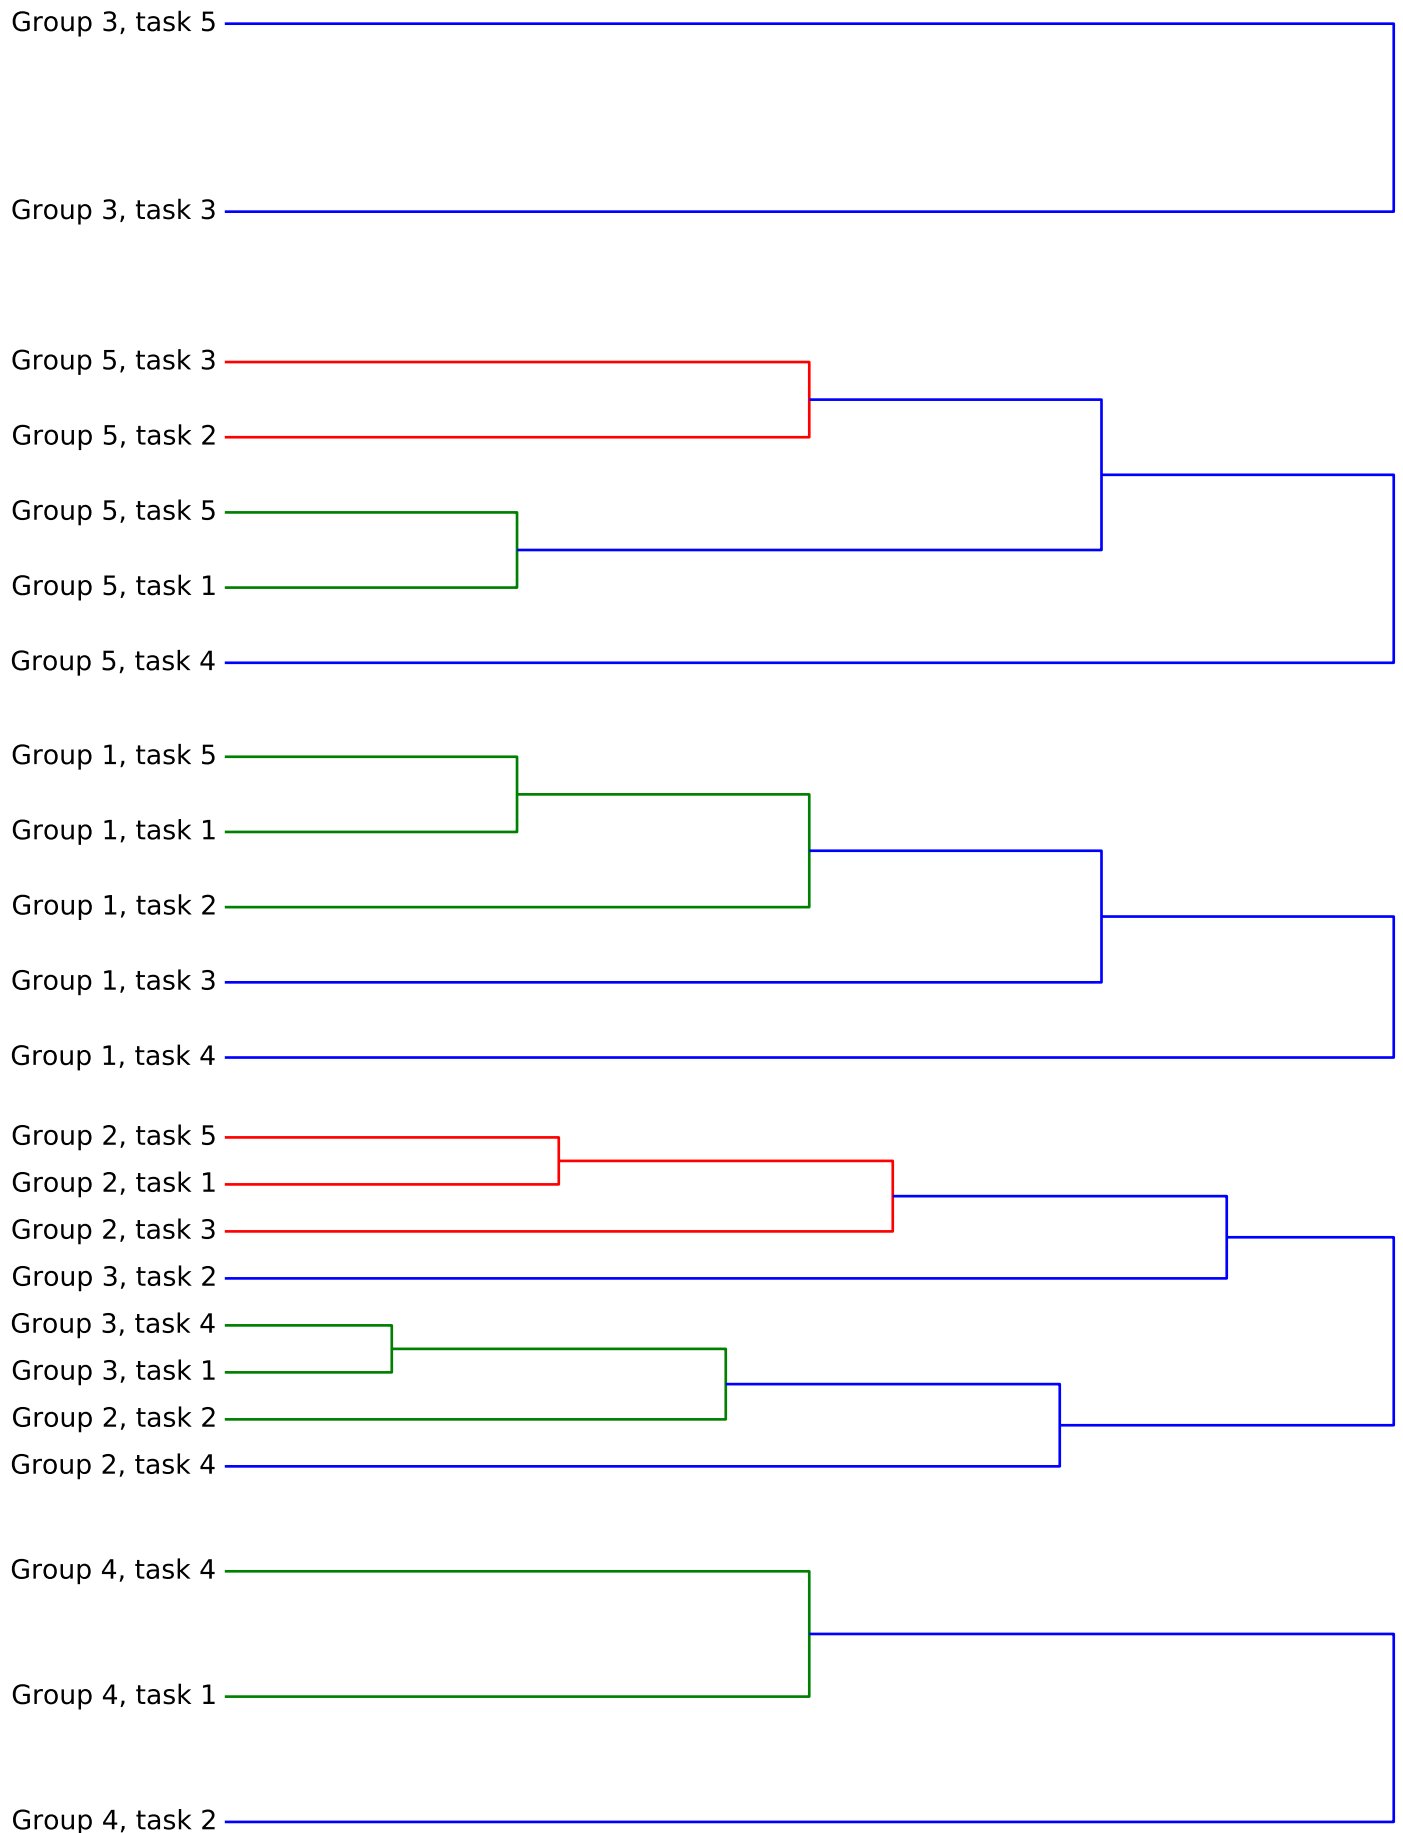 Group 3, task 5
Group 3, task 3
Group 5, task 3
Group 5, task 2
Group 5, task 5
Group 5, task 1
Group 5, task 4
Group 1, task 5
Group 1, task 1
Group 1, task 2
Group 1, task 3
Group 1, task 4
Group 2, task 5
Group 2, task 1
Group 2, task 3
Group 3, task 2
Group 3, task 4
Group 3, task 1
Group 2, task 2
Group 2, task 4
Group 4, task 4
Group 4, task 1
Group 4, task 2